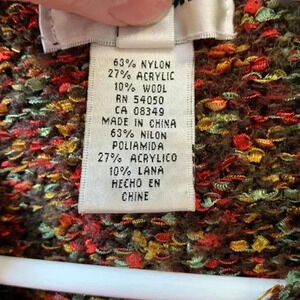 63% NYLON
27% ACRYLIC
10% WOOL
RN 54050
CA 08349
MADE IN CHINA
63% NILON
POLIAMIDA
27% ACRYLICO
10% LANA
HECHO EN
CHINE